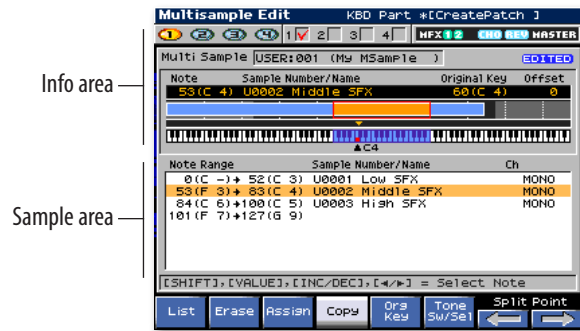 Multisample Edit KBD Part *[CreatePatch ]
1 2 3 4 1 2 3 4 MFX 1 2 CHO REV MASTER
Multi Sample USER:001 (My MSample ) EDITED
Info area
Note Sample Number/Name Original Key Offset
53(C 4) U0002 Middle SFX 60(C 4) 0
▲C4
Note Range Sample Number/Name Ch
0(C -)→ 52(C 3) U0001 Low SFX MONO
53(F 3)→ 83(C 4) U0002 Middle SFX MONO
84(C 6)→100(C 5) U0003 High SFX MONO
101(F 7)→127(G 9)
Sample area
[SHIFT],[VALUE],[INC/DEC],[◄/►] = Select Note
List Erase Assign Copy Org Key Tone Sw/Sel Split Point